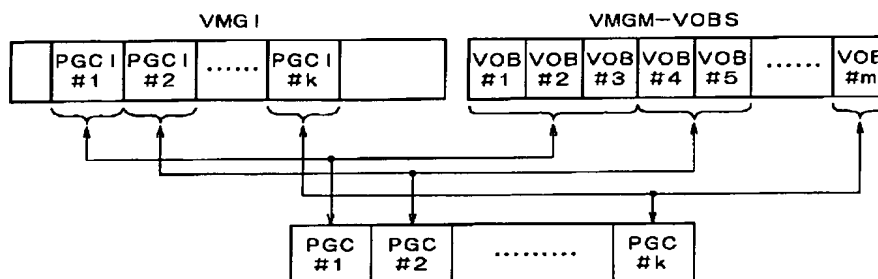 VMGI
VMGM-VOBS
PGCI #1 PGCI #2 ...... PGCI #k
VOB #1 VOB #2 VOB #3 VOB #4 VOB #5 ...... VOB #m
PGC #1 PGC #2 ......... PGC #k